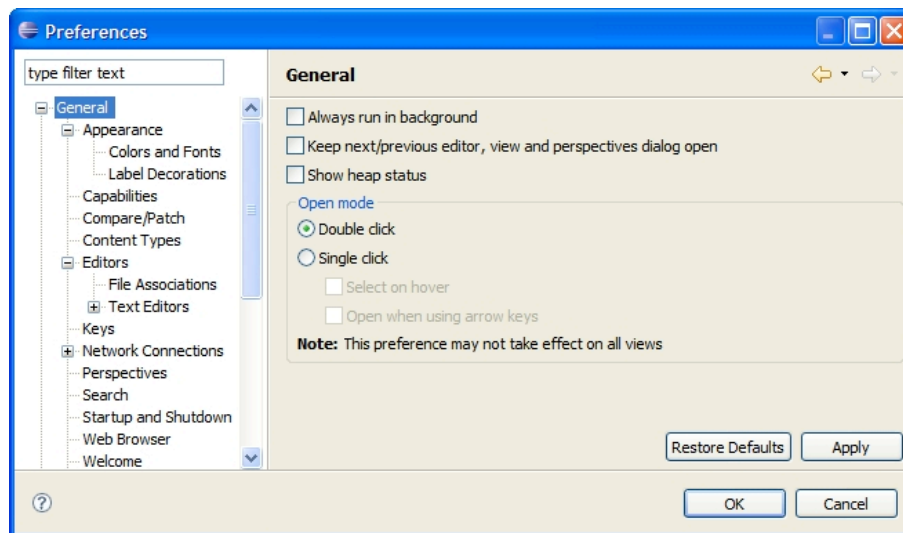 Preferences
type filter text
General
Appearance
Colors and Fonts
Label Decorations
Capabilities
Compare/Patch
Content Types
Editors
File Associations
Text Editors
Keys
Network Connections
Perspectives
Search
Startup and Shutdown
Web Browser
Welcome
General
Always run in background
Keep next/previous editor, view and perspectives dialog open
Show heap status
Open mode
Double click
Single click
Select on hover
Open when using arrow keys
Note: This preference may not take effect on all views
Restore Defaults
Apply
OK
Cancel